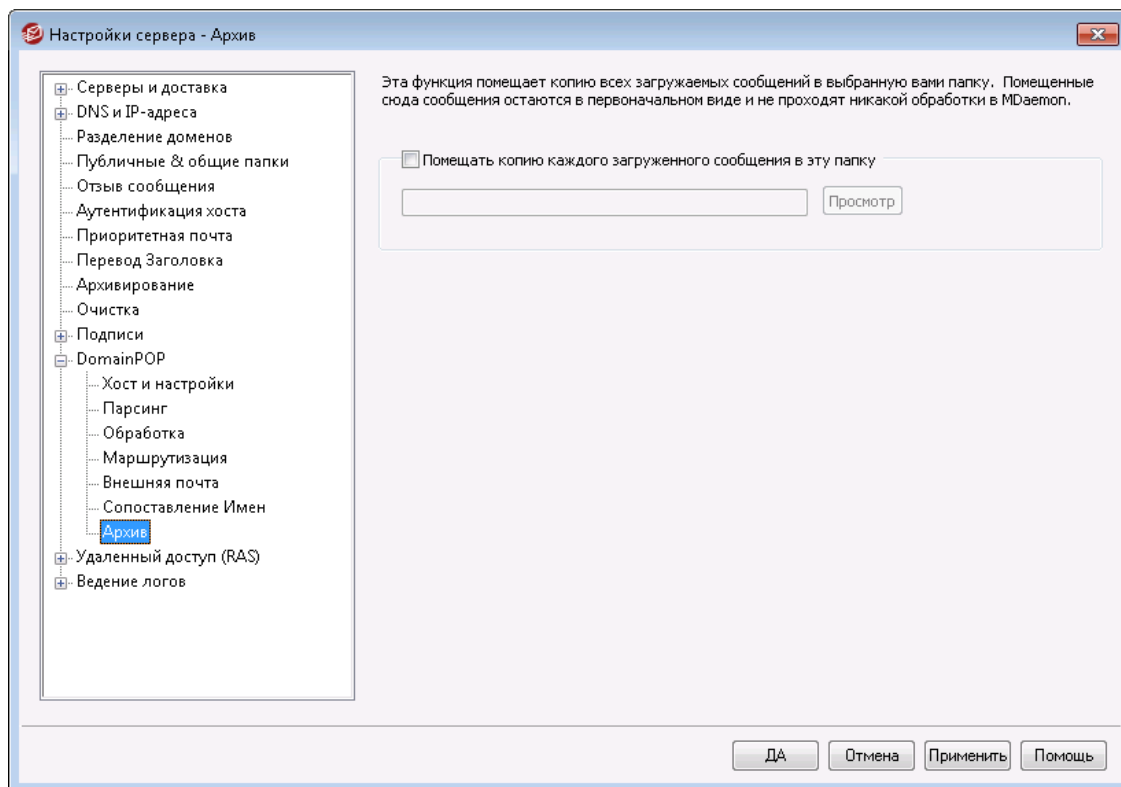 Настройки сервера - Архив
Серверы и доставка
DNS и IP-адреса
Разделение доменов
Публичные & общие папки
Отзыв сообщения
Аутентификация хоста
Приоритетная почта
Перевод Заголовка
Архивирование
Очистка
Подписи
DomainPOP
Хост и настройки
Парсинг
Обработка
Маршрутизация
Внешняя почта
Сопоставление Имен
Архив
Удаленный доступ (RAS)
Ведение логов
Эта функция помещает копию всех загружаемых сообщений в выбранную вами папку. Помещенные
сюда сообщения остаются в первоначальном виде и не проходят никакой обработки в MDaemon.
Помещать копию каждого загруженного сообщения в эту папку
Просмотр
ДА
Отмена
Применить
Помощь